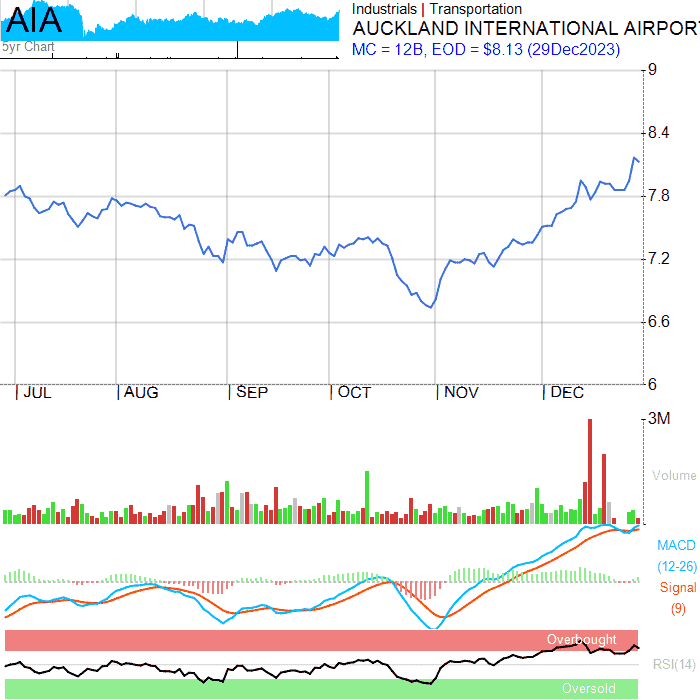 AIA
5yr Chart
Industrials | Transportation
AUCKLAND INTERNATIONAL AIRPOR
MC = 12B, EOD = $8.13 (29Dec2023)
9
8.4
7.8
7.2
6.6
6
JUL AUG SEP OCT NOV DEC
3M
Volume
MACD
(12-26)
Signal
(9)
Overbought
RSI(14)
Oversold